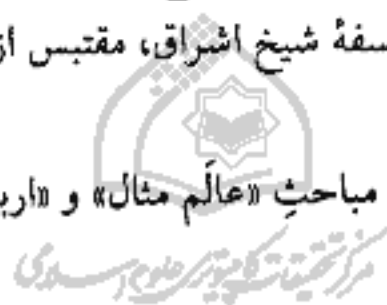 سفهٔ شیخ اشراق، مقتبس از
مباحثِ «عالَم مثال» و «ارب
مرکز تحقیقات کامپیوتری علوم اسلامی